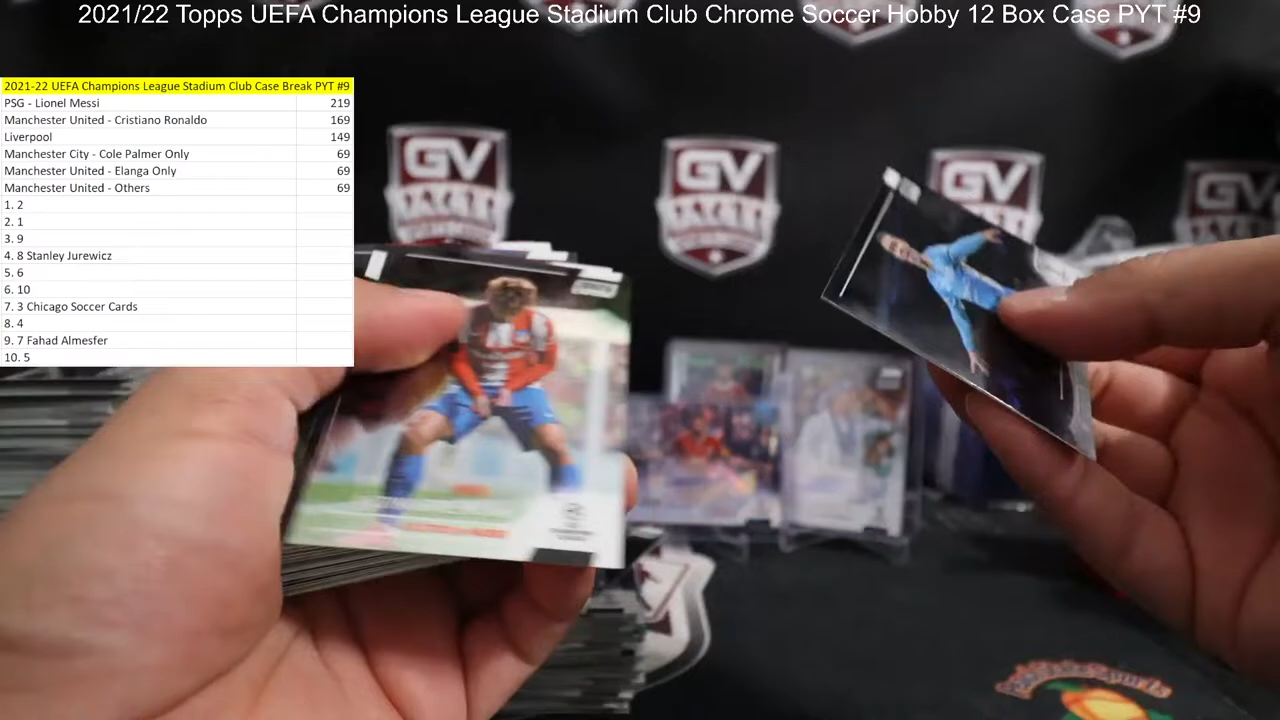 2021/22 Topps UEFA Champions League Stadium Club Chrome Soccer Hobby 12 Box Case PYT #9
2021-22 UEFA Champions League Stadium Club Case Break PYT #9
PSG - Lionel Messi 219
Manchester United - Cristiano Ronaldo 169
Liverpool 149
Manchester City - Cole Palmer Only 69
Manchester United - Elanga Only 69
Manchester United - Others 69
1. 2
2. 1
3. 9
4. 8 Stanley Jurewicz
5. 6
6. 10
7. 3 Chicago Soccer Cards
8. 4
9. 7 Fahad Almesfer
10. 5
GV
GV
GV